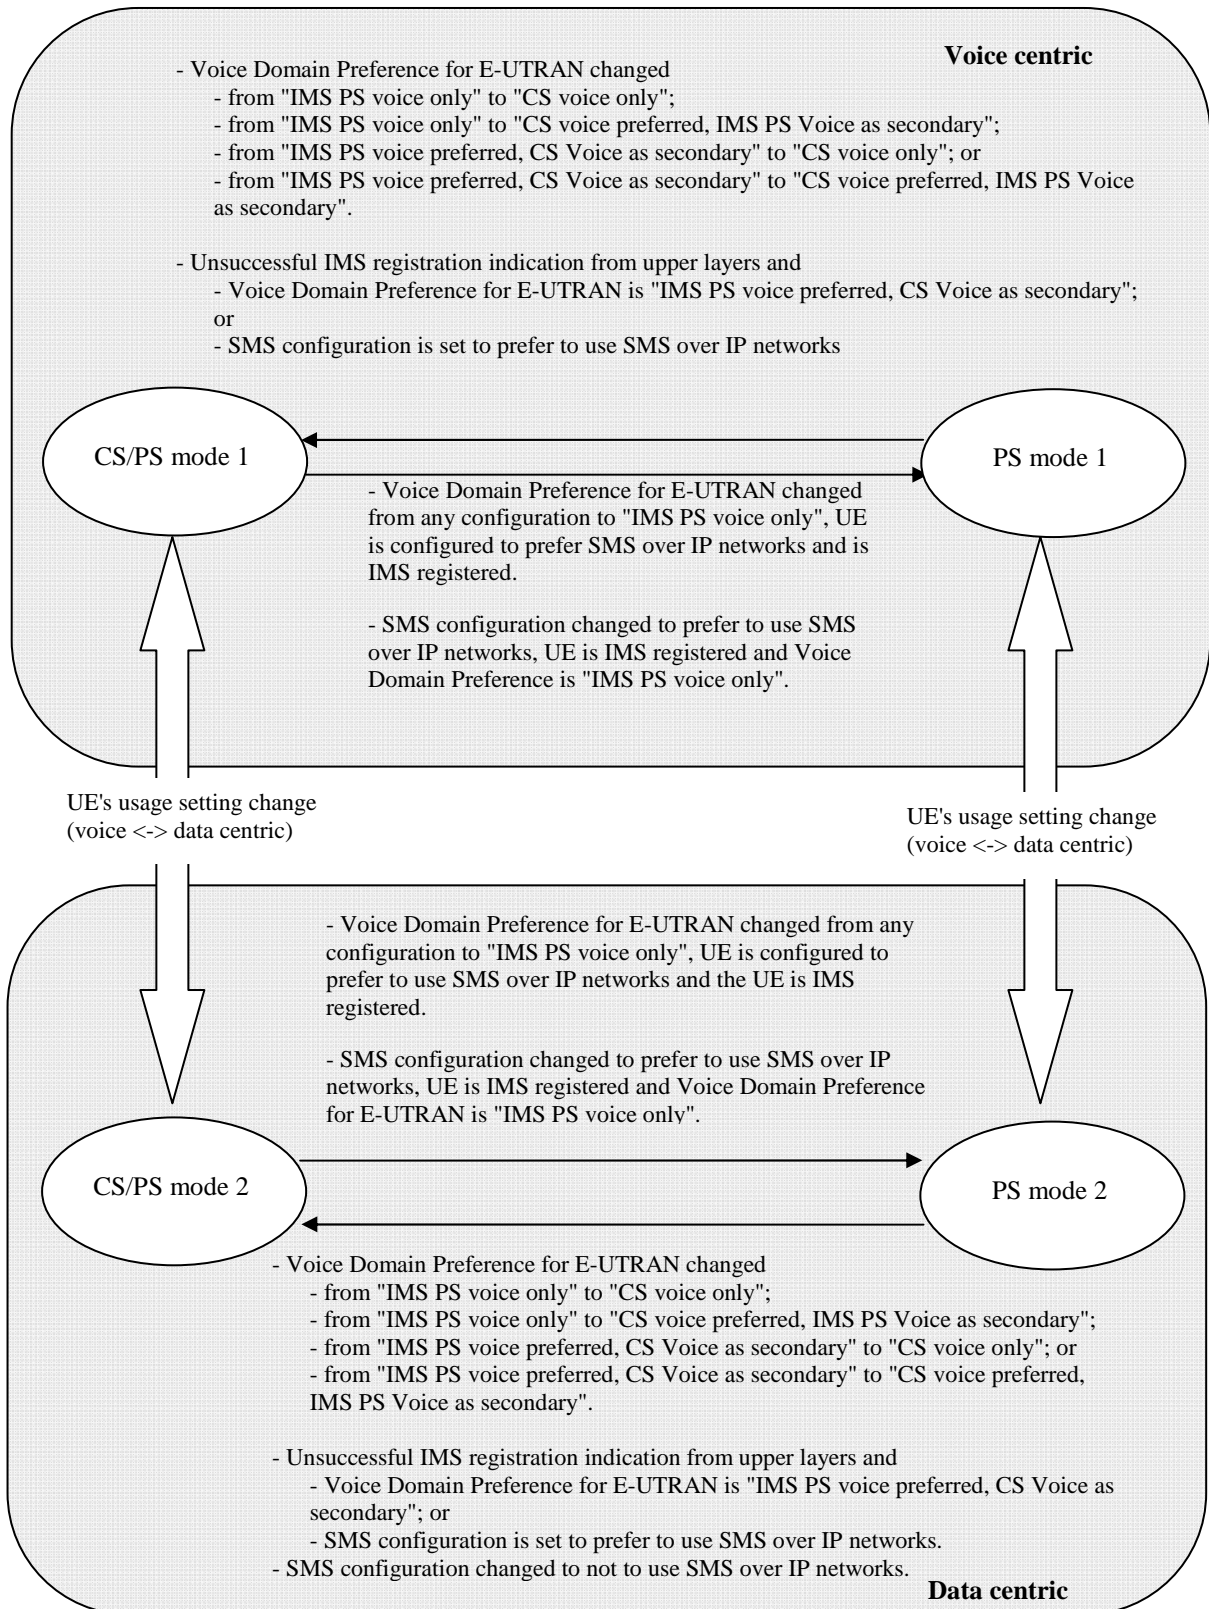 Voice centric
- Voice Domain Preference for E-UTRAN changed
- from "IMS PS voice only" to "CS voice only";
- from "IMS PS voice only" to "CS voice preferred, IMS PS Voice as secondary";
- from "IMS PS voice preferred, CS Voice as secondary" to "CS voice only"; or
- from "IMS PS voice preferred, CS Voice as secondary" to "CS voice preferred, IMS PS Voice
as secondary".
- Unsuccessful IMS registration indication from upper layers and
- Voice Domain Preference for E-UTRAN is "IMS PS voice preferred, CS Voice as secondary";
or
- SMS configuration is set to prefer to use SMS over IP networks
CS/PS mode 1
PS mode 1
- Voice Domain Preference for E-UTRAN changed
from any configuration to "IMS PS voice only", UE
is configured to prefer SMS over IP networks and is
IMS registered.
- SMS configuration changed to prefer to use SMS
over IP networks, UE is IMS registered and Voice
Domain Preference is "IMS PS voice only".
UE's usage setting change
(voice <-> data centric)
UE's usage setting change
(voice <-> data centric)
- Voice Domain Preference for E-UTRAN changed from any
configuration to "IMS PS voice only", UE is configured to
prefer to use SMS over IP networks and the UE is IMS
registered.
- SMS configuration changed to prefer to use SMS over IP
networks, UE is IMS registered and Voice Domain Preference
for E-UTRAN is "IMS PS voice only".
CS/PS mode 2
PS mode 2
- Voice Domain Preference for E-UTRAN changed
- from "IMS PS voice only" to "CS voice only";
- from "IMS PS voice only" to "CS voice preferred, IMS PS Voice as secondary";
- from "IMS PS voice preferred, CS Voice as secondary" to "CS voice only"; or
- from "IMS PS voice preferred, CS Voice as secondary" to "CS voice preferred,
IMS PS Voice as secondary".
- Unsuccessful IMS registration indication from upper layers and
- Voice Domain Preference for E-UTRAN is "IMS PS voice preferred, CS Voice as
secondary"; or
- SMS configuration is set to prefer to use SMS over IP networks.
- SMS configuration changed to not to use SMS over IP networks.
Data centric